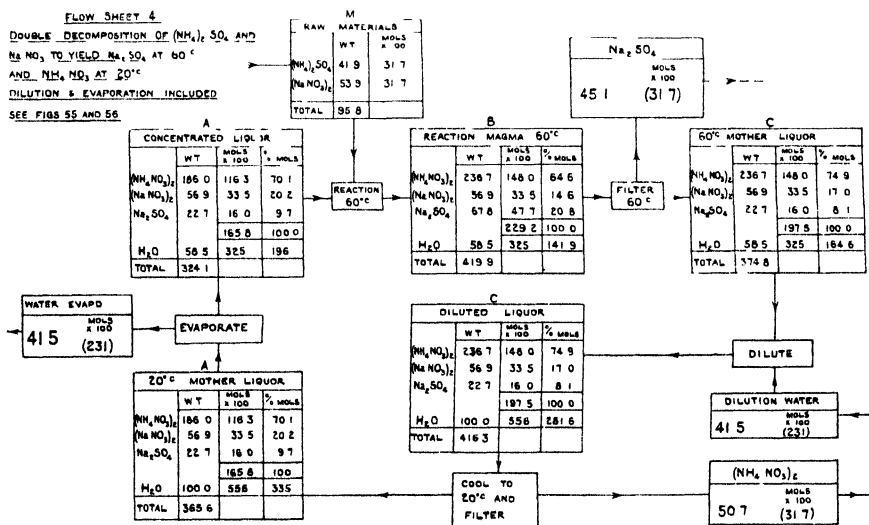 FLOW SHEET 4
DOUBLE DECOMPOSITION OF (NH4)2 SO4 AND
NaNO3 TO YIELD Na2 SO4 AT 60°C
AND NH4 NO3 AT 20°C
DILUTION & EVAPORATION INCLUDED
SEE FIGS 55 AND 56
M
RAW MATERIALS
WT MOLS x 100
(NH4)2SO4 41 9 31 7
(Na NO3)2 53 9 31 7
TOTAL 95 8
Na2 SO4
MOLS x 100
45 1 (31 7)
A
CONCENTRATED LIQUOR
WT MOLS x 100 % MOLS
(NH4 NO3)2 186 0 116 3 70 1
(Na NO3)2 56 9 33 5 20 2
Na2SO4 22 7 16 0 9 7
165 8 100 0
H2O 58 5 325 196
TOTAL 324 1
REACTION 60°C
B
REACTION MAGMA 60°C
WT MOLS x 100 % MOLS
(NH4 NO3)2 236 7 148 0 64 6
(Na NO3)2 56 9 33 5 14 6
Na2SO4 67 8 47 7 20 8
229 2 100 0
H2O 58 5 325 141 9
TOTAL 419 9
FILTER 60°C
C
60°C MOTHER LIQUOR
WT MOLS x 100 % MOLS
(NH4 NO3)2 236 7 148 0 74 9
(Na NO3)2 56 9 33 5 17 0
Na2SO4 22 7 16 0 8 1
197 5 100 0
H2O 58 5 325 164 6
TOTAL 374 8
WATER EVAPD
MOLS x 100
41 5 (231)
EVAPORATE
C
DILUTED LIQUOR
WT MOLS x 100 % MOLS
(NH4 NO3)2 236 7 148 0 74 9
(Na NO3)2 56 9 33 5 17 0
Na2SO4 22 7 16 0 8 1
197 5 100 0
H2O 100 0 556 281 6
TOTAL 416 3
DILUTE
DILUTION WATER
MOLS x 100
41 5 (231)
A
20°C MOTHER LIQUOR
WT MOLS x 100 % MOLS
(NH4 NO3)2 186 0 116 3 70 1
(Na NO3)2 56 9 33 5 20 2
Na2SO4 22 7 16 0 9 7
165 8 100
H2O 100 0 556 335
TOTAL 365 6
COOL TO
20°C AND
FILTER
(NH4 NO3)2
MOLS x 100
50 7 (31 7)